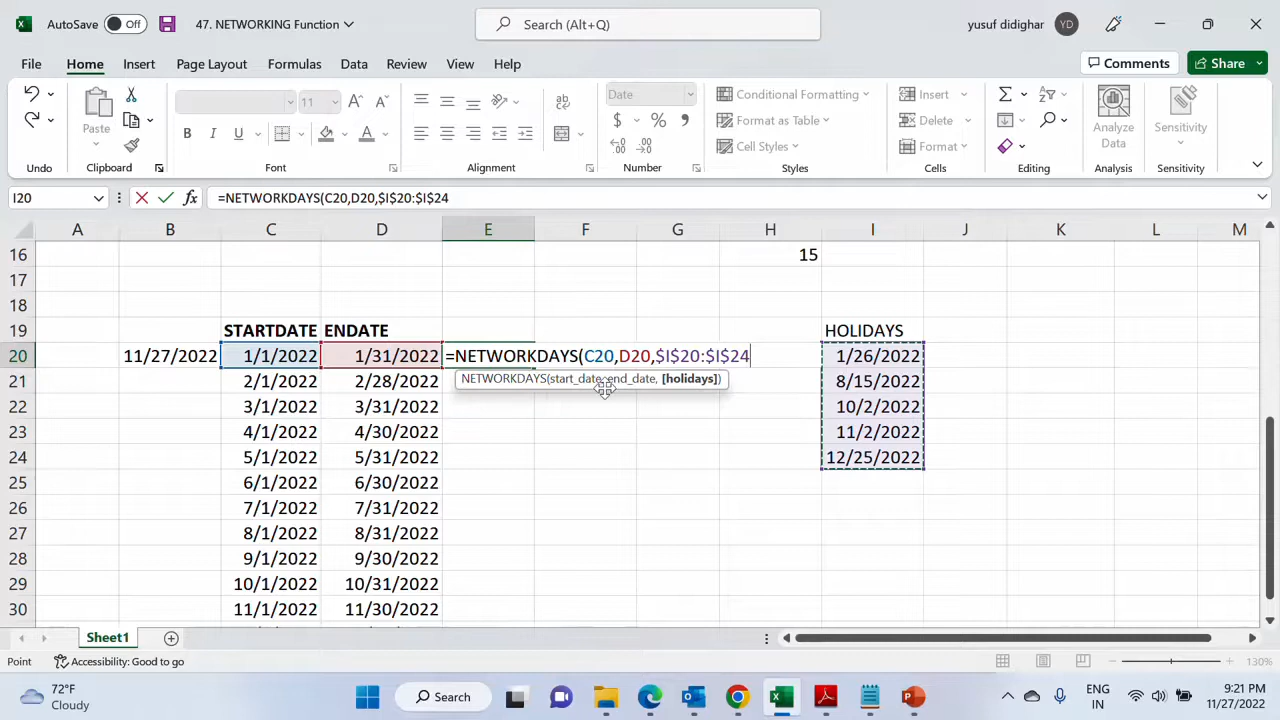 AutoSave Off 47. NETWORKING Function Search (Alt+Q) yusuf didighar YD
File Home Insert Page Layout Formulas Data Review View Help Comments Share
11 Date Conditional Formatting Insert
Paste Format as Table Delete Analyze Data Sensitivity
B I U $ % Cell Styles Format
Undo Clipboard Font Alignment Number Styles Cells Editing Analysis Sensitivity
I20 fx =NETWORKDAYS(C20,D20,$I$20:$I$24
A B C D E F G H I J K L M
16 15
17
18
19 STARTDATE ENDATE HOLIDAYS
20 11/27/2022 1/1/2022 1/31/2022 =NETWORKDAYS(C20,D20,$I$20:$I$24 1/26/2022
21 2/1/2022 2/28/2022 NETWORKDAYS(start_date, end_date, [holidays]) 8/15/2022
22 3/1/2022 3/31/2022 10/2/2022
23 4/1/2022 4/30/2022 11/2/2022
24 5/1/2022 5/31/2022 12/25/2022
25 6/1/2022 6/30/2022
26 7/1/2022 7/31/2022
27 8/1/2022 8/31/2022
28 9/1/2022 9/30/2022
29 10/1/2022 10/31/2022
30 11/1/2022 11/30/2022
Sheet1
Point Accessibility: Good to go 130%
72°F Search ENG 9:21 PM
Cloudy IN 11/27/2022